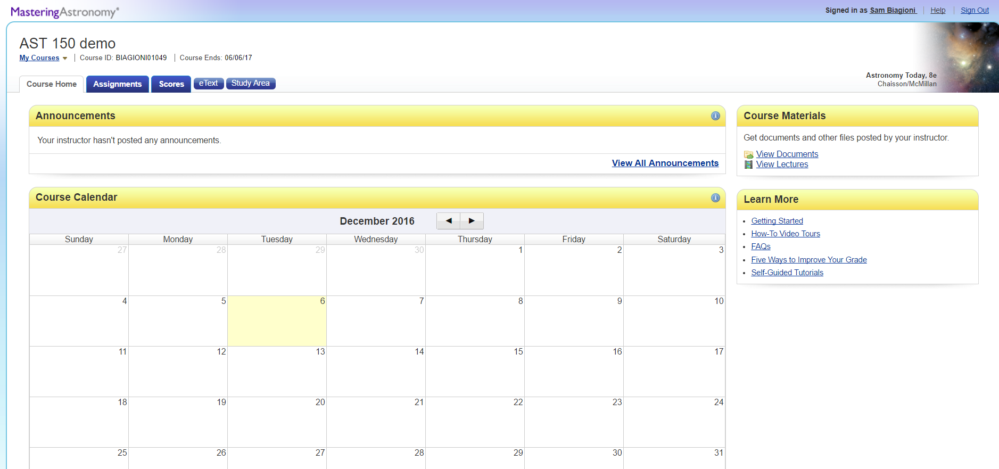 MasteringAstronomy®
Signed in as Sam Biagioni | Help | Sign Out
AST 150 demo
My Courses | Course ID: BIAGIONI01049 | Course Ends: 06/06/17
Astronomy Today, 8e
Chaisson/McMillan
Course Home Assignments Scores eText Study Area
Announcements
Your instructor hasn't posted any announcements.
View All Announcements
Course Calendar
December 2016
Sunday Monday Tuesday Wednesday Thursday Friday Saturday
27 28 29 30 1 2 3
4 5 6 7 8 9 10
11 12 13 14 15 16 17
18 19 20 21 22 23 24
25 26 27 28 29 30 31
Course Materials
Get documents and other files posted by your instructor.
View Documents
View Lectures
Learn More
• Getting Started
• How-To Video Tours
• FAQs
• Five Ways to Improve Your Grade
• Self-Guided Tutorials